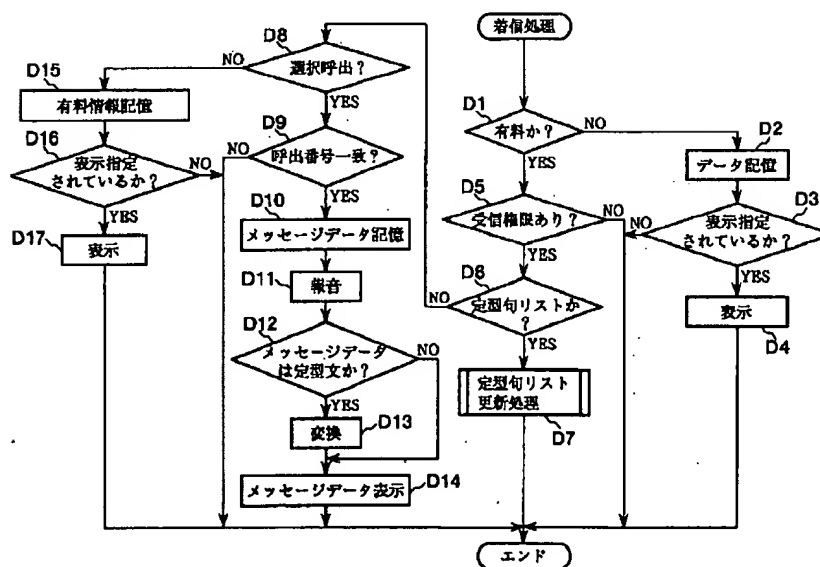 着信処理
D1
有料か?
NO
YES
D2
データ記憶
D3
表示指定
されているか?
NO
YES
表示
D4
D5
受信権限あり?
NO
YES
D6
定型句リストか
?
NO
YES
定型句リスト
更新処理
D7
D8
選択呼出?
NO
YES
D9
呼出番号一致?
NO
YES
D10
メッセージデータ記憶
D11
報音
D12
メッセージデータ
は定型文か?
NO
YES
変換
D13
メッセージデータ表示
D14
D15
有料情報記憶
D16
表示指定
されているか?
NO
YES
D17
表示
エンド